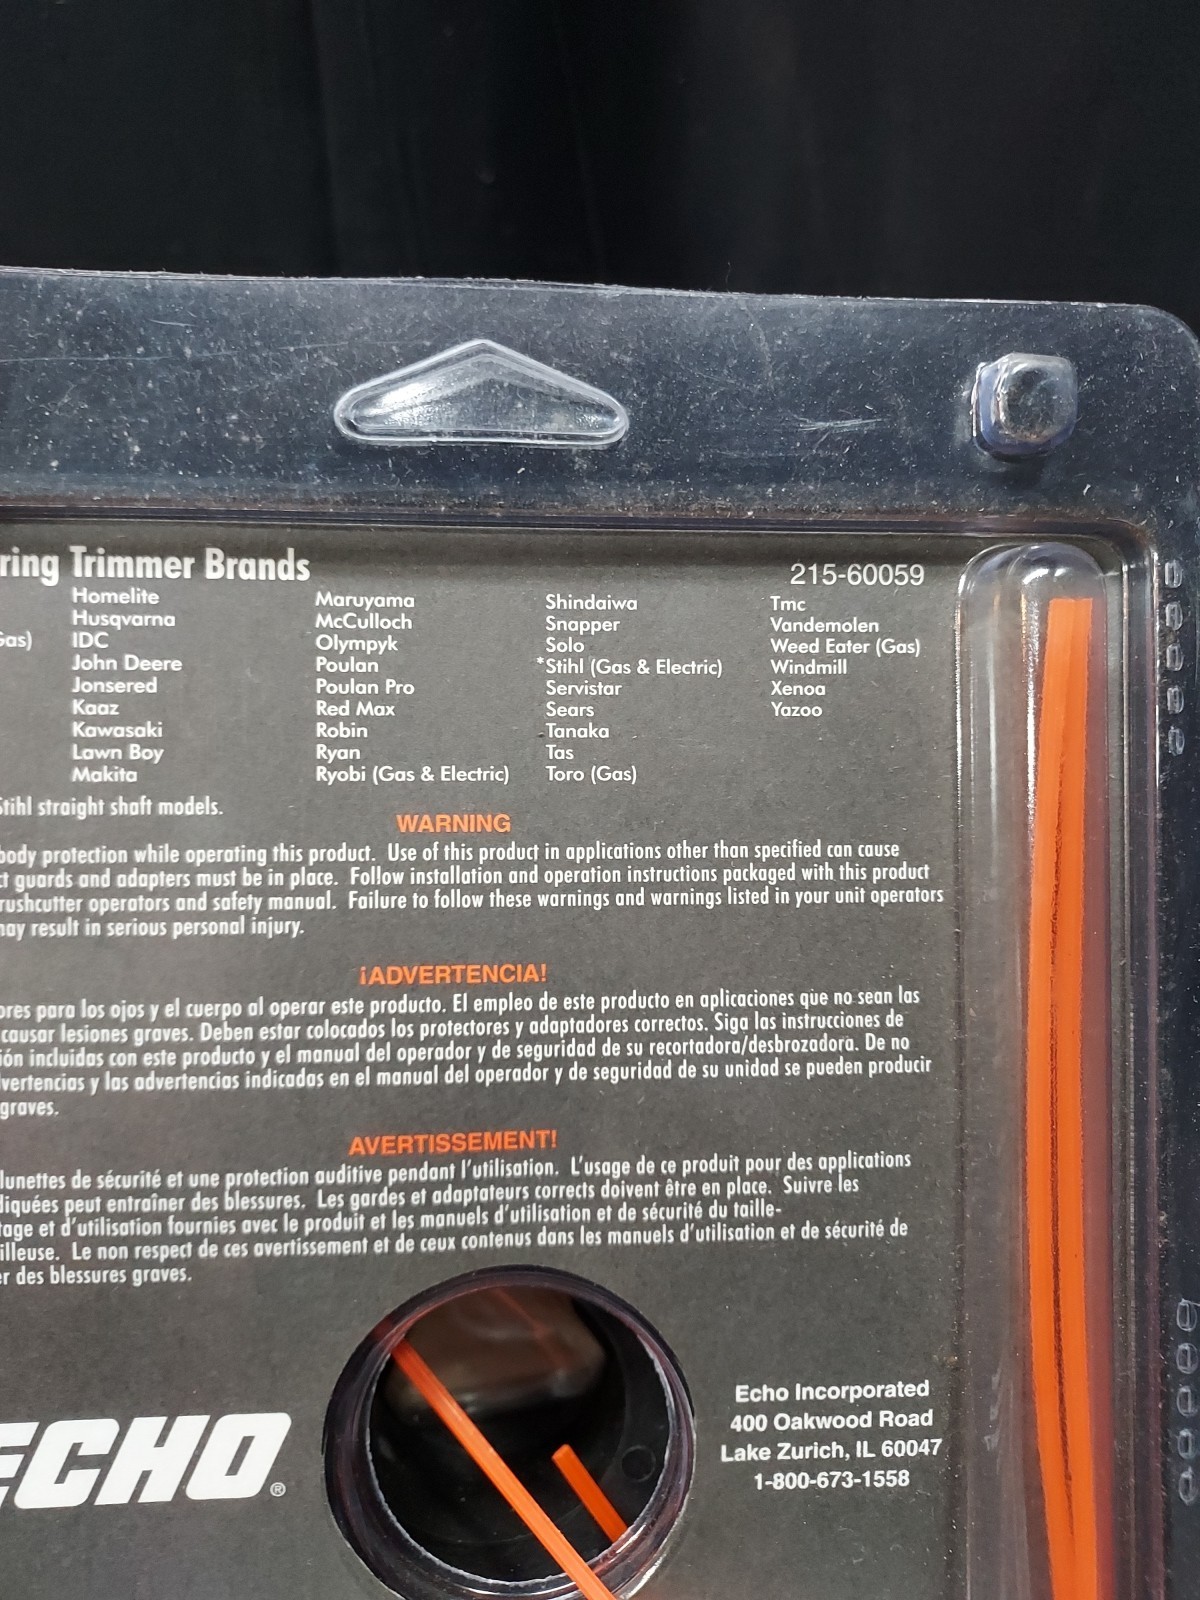 ring Trimmer Brands
215-60059
Homelite
Husqvarna
Gas) IDC
John Deere
Jonsered
Kaaz
Kawasaki
Lawn Boy
Makita
Maruyama
McCulloch
Olympyk
Poulan
Poulan Pro
Red Max
Robin
Ryan
Ryobi (Gas & Electric)
Shindaiwa
Snapper
Solo
*Stihl (Gas & Electric)
Servistar
Sears
Tanaka
Tas
Toro (Gas)
Tmc
Vandemolen
Weed Eater (Gas)
Windmill
Xenoa
Yazoo
Stihl straight shaft models.
WARNING
body protection while operating this product. Use of this product in applications other than specified can cause
ct guards and adapters must be in place. Follow installation and operation instructions packaged with this product
rushcutter operators and safety manual. Failure to follow these warnings and warnings listed in your unit operators
may result in serious personal injury.
¡ADVERTENCIA!
ores para los ojos y el cuerpo al operar este producto. El empleo de este producto en aplicaciones que no sean las
causar lesiones graves. Deben estar colocados los protectores y adaptadores correctos. Siga las instrucciones de
ión incluidas con este producto y el manual del operador y de seguridad de su recortadora/desbrozadora. De no
dvertencias y las advertencias indicadas en el manual del operador y de seguridad de su unidad se pueden producir
graves.
AVERTISSEMENT!
lunettes de sécurité et une protection auditive pendant l'utilisation. L'usage de ce produit pour des applications
diquées peut entraîner des blessures. Les gardes et adaptateurs corrects doivent être en place. Suivre les
tage et d'utilisation fournies avec le produit et les manuels d'utilisation et de sécurité du taille-
illeuse. Le non respect de ces avertissement et de ceux contenus dans les manuels d'utilisation et de sécurité de
er des blessures graves.
ECHO®
Echo Incorporated
400 Oakwood Road
Lake Zurich, IL 60047
1-800-673-1558